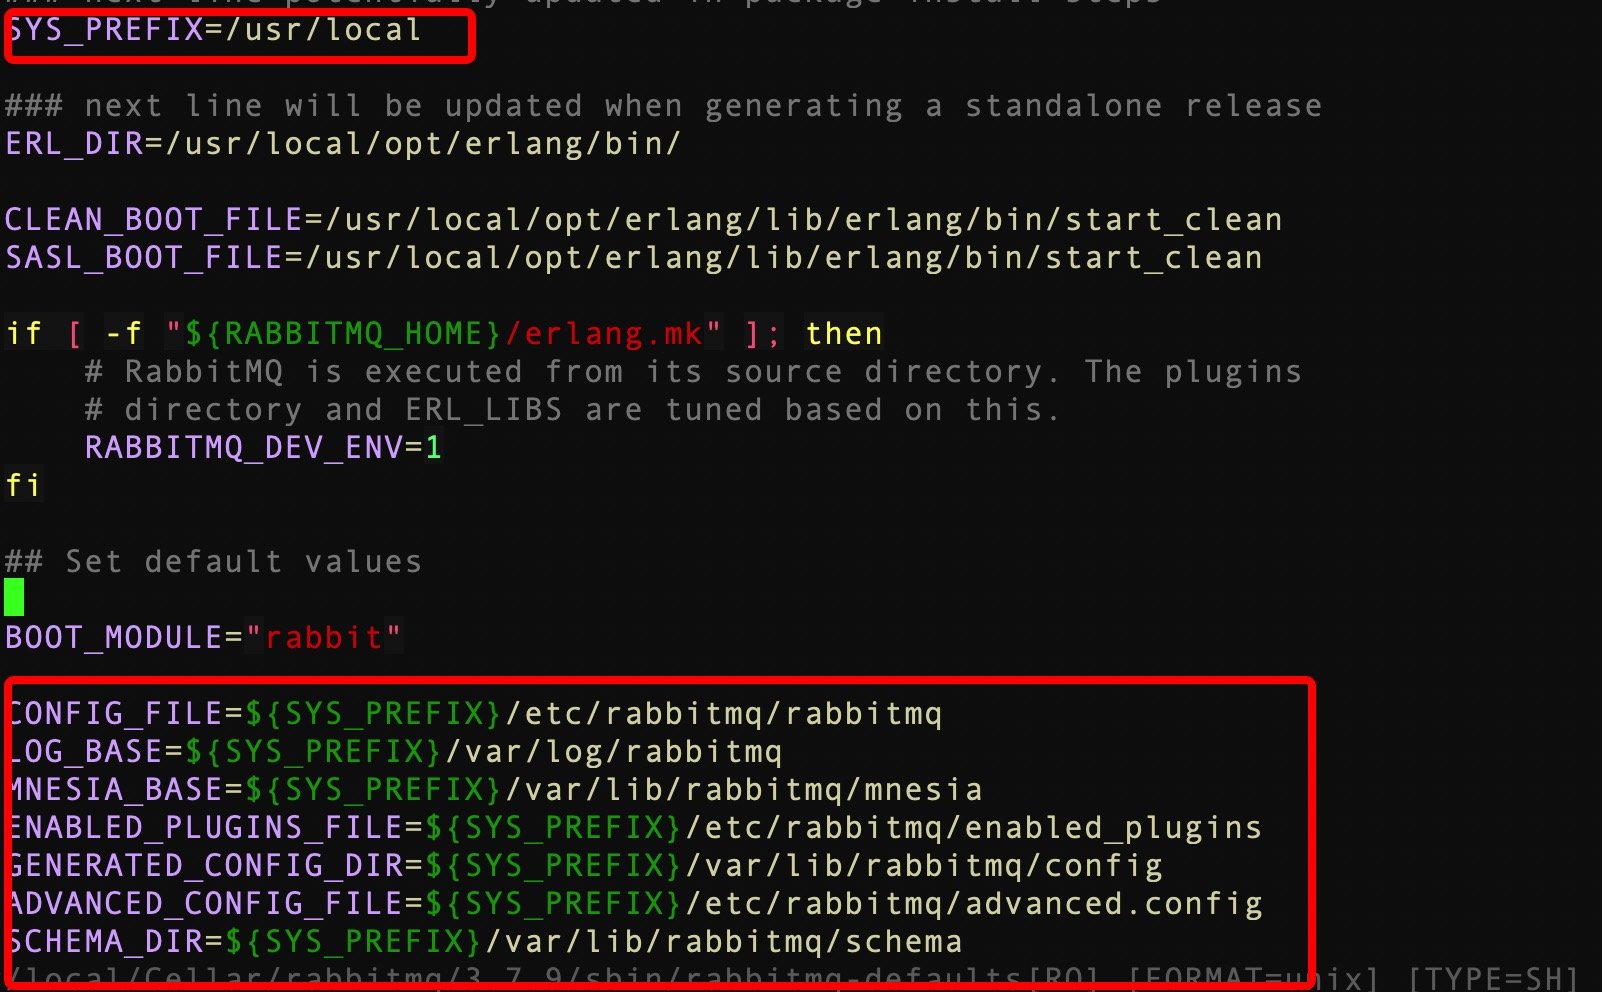 ### next line potentially updated in package install steps
SYS_PREFIX=/usr/local
### next line will be updated when generating a standalone release
ERL_DIR=/usr/local/opt/erlang/bin/
CLEAN_BOOT_FILE=/usr/local/opt/erlang/lib/erlang/bin/start_clean
SASL_BOOT_FILE=/usr/local/opt/erlang/lib/erlang/bin/start_clean
if [ -f "${RABBITMQ_HOME}/erlang.mk" ]; then
# RabbitMQ is executed from its source directory. The plugins
# directory and ERL_LIBS are tuned based on this.
RABBITMQ_DEV_ENV=1
fi
## Set default values
BOOT_MODULE="rabbit"
CONFIG_FILE=${SYS_PREFIX}/etc/rabbitmq/rabbitmq
LOG_BASE=${SYS_PREFIX}/var/log/rabbitmq
MNESIA_BASE=${SYS_PREFIX}/var/lib/rabbitmq/mnesia
ENABLED_PLUGINS_FILE=${SYS_PREFIX}/etc/rabbitmq/enabled_plugins
GENERATED_CONFIG_DIR=${SYS_PREFIX}/var/lib/rabbitmq/config
ADVANCED_CONFIG_FILE=${SYS_PREFIX}/etc/rabbitmq/advanced.config
SCHEMA_DIR=${SYS_PREFIX}/var/lib/rabbitmq/schema
/local/Cellar/rabbitmq/3.7.9/sbin/rabbitmq-defaults[RO] [FORMAT=unix] [TYPE=SH]